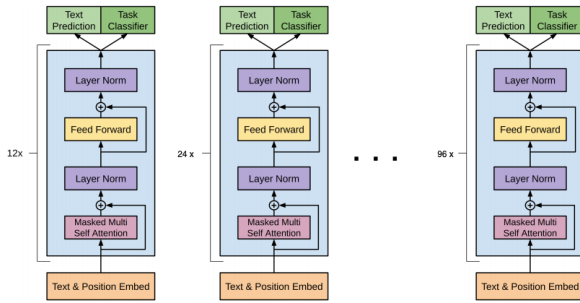 Text
Prediction
Task
Classifier
12x
Layer Norm
Feed Forward
Layer Norm
Masked Multi
Self Attention
Text & Position Embed
Text
Prediction
Task
Classifier
24 x
Layer Norm
Feed Forward
Layer Norm
Masked Multi
Self Attention
Text & Position Embed
. . .
Text
Prediction
Task
Classifier
96 x
Layer Norm
Feed Forward
Layer Norm
Masked Multi
Self Attention
Text & Position Embed